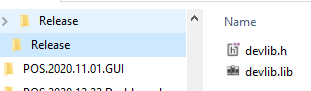 Release
Release
POS.2020.11.01.GUI
Name
devlib.h
devlib.lib